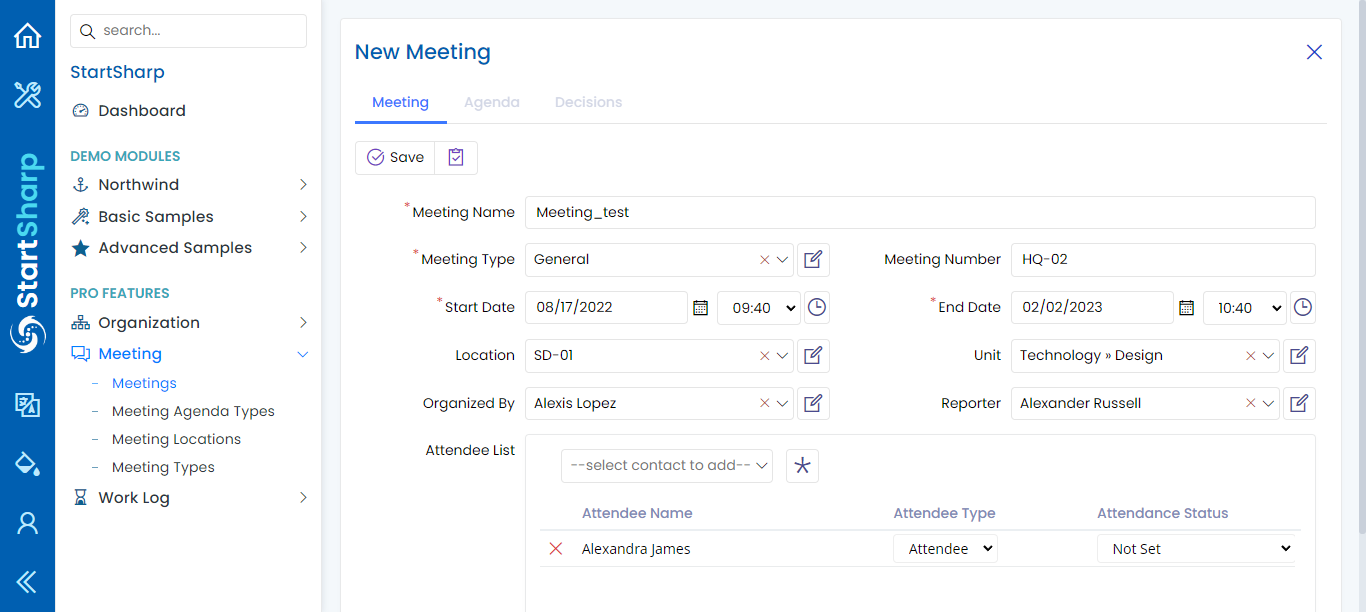 StartSharp
search...
StartSharp
Dashboard
DEMO MODULES
Northwind
Basic Samples
Advanced Samples
PRO FEATURES
Organization
Meeting
– Meetings
– Meeting Agenda Types
– Meeting Locations
– Meeting Types
Work Log
New Meeting
Meeting Agenda Decisions
Save
*Meeting Name Meeting_test
*Meeting Type General Meeting Number HQ-02
*Start Date 08/17/2022 09:40 *End Date 02/02/2023 10:40
Location SD-01 Unit Technology » Design
Organized By Alexis Lopez Reporter Alexander Russell
Attendee List
--select contact to add--
Attendee Name Attendee Type Attendance Status
Alexandra James Attendee Not Set